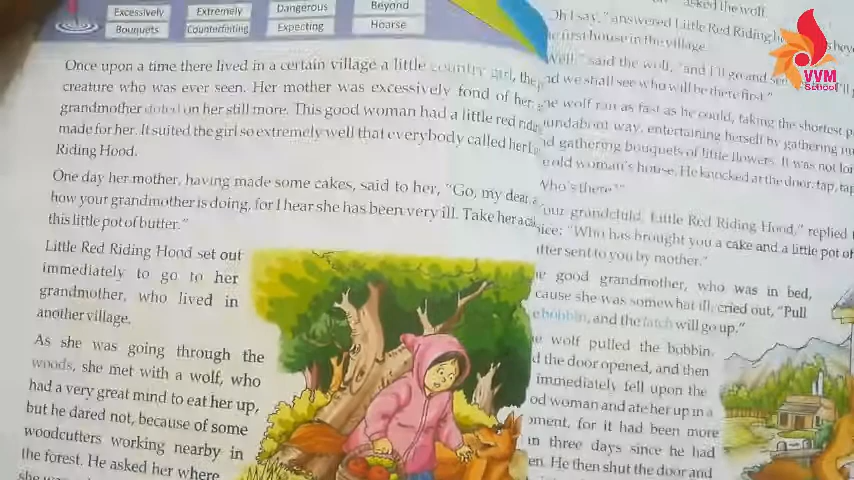 Excessively
Extremely
Dangerous
Beyond
Bouquets
Counterfeiting
Expecting
Hoarse
Once upon a time there lived in a certain village a little country girl, the
creature who was ever seen. Her mother was excessively fond of her;
grandmother doted on her still more. This good woman had a little red
made for her. It suited the girl so extremely well that everybody called her
Riding Hood.
One day her mother, having made some cakes, said to her, "Go, my dear,
how your grandmother is doing, for I hear she has been very ill. Take her a
this little pot of butter."
Little Red Riding Hood set out
immediately to go to her
grandmother, who lived in
another village.
As she was going through the
woods, she met with a wolf, who
had a very great mind to eat her up,
but he dared not, because of some
woodcutters working nearby in
the forest. He asked her where
asked the wolf.
Oh I say," answered Little Red Riding
first house in the village.
Well," said the wolf, "and I'll go and see
and we shall see who will be there first."
wolf ran as fast as he could, taking the shortest
roundabout way, entertaining herself by gathering
gathering bouquets of little flowers. It was not
old woman's house. He knocked at the door: tap, tap
Who's there?"
your grandchild, Little Red Riding Hood," replied
"Who has brought you a cake and a little pot of
sent to you by mother."
good grandmother, who was in bed,
cause she was somewhat ill, cried out, "Pull
bobbin, and the latch will go up."
wolf pulled the bobbin,
the door opened, and then
immediately fell upon the
woman and ate her up in a
for it had been more
in three days since he had
He then shut the door and
VVM
School